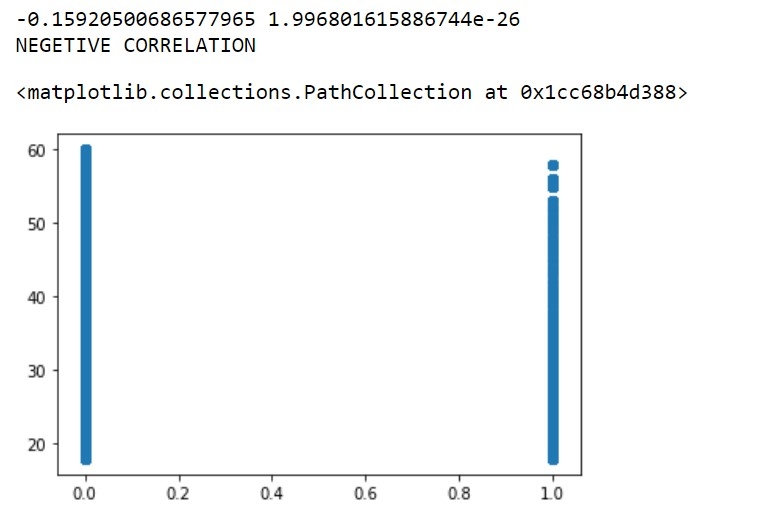 -0.15920500686577965 1.996801615886744e-26
NEGETIVE CORRELATION
<matplotlib.collections.PathCollection at 0x1cc68b4d388>
60
50
40
30
20
0.0 0.2 0.4 0.6 0.8 1.0